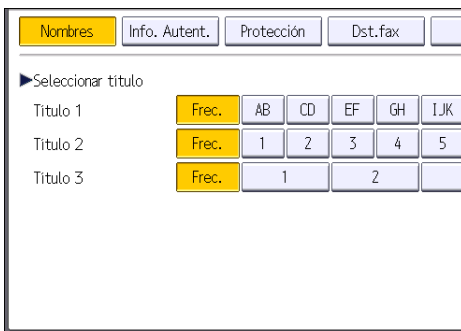 Nombres Info. Autent. Protección Dst.fax
►Seleccionar título
Titulo 1 Frec. AB CD EF GH IJK
Titulo 2 Frec. 1 2 3 4 5
Titulo 3 Frec. 1 2